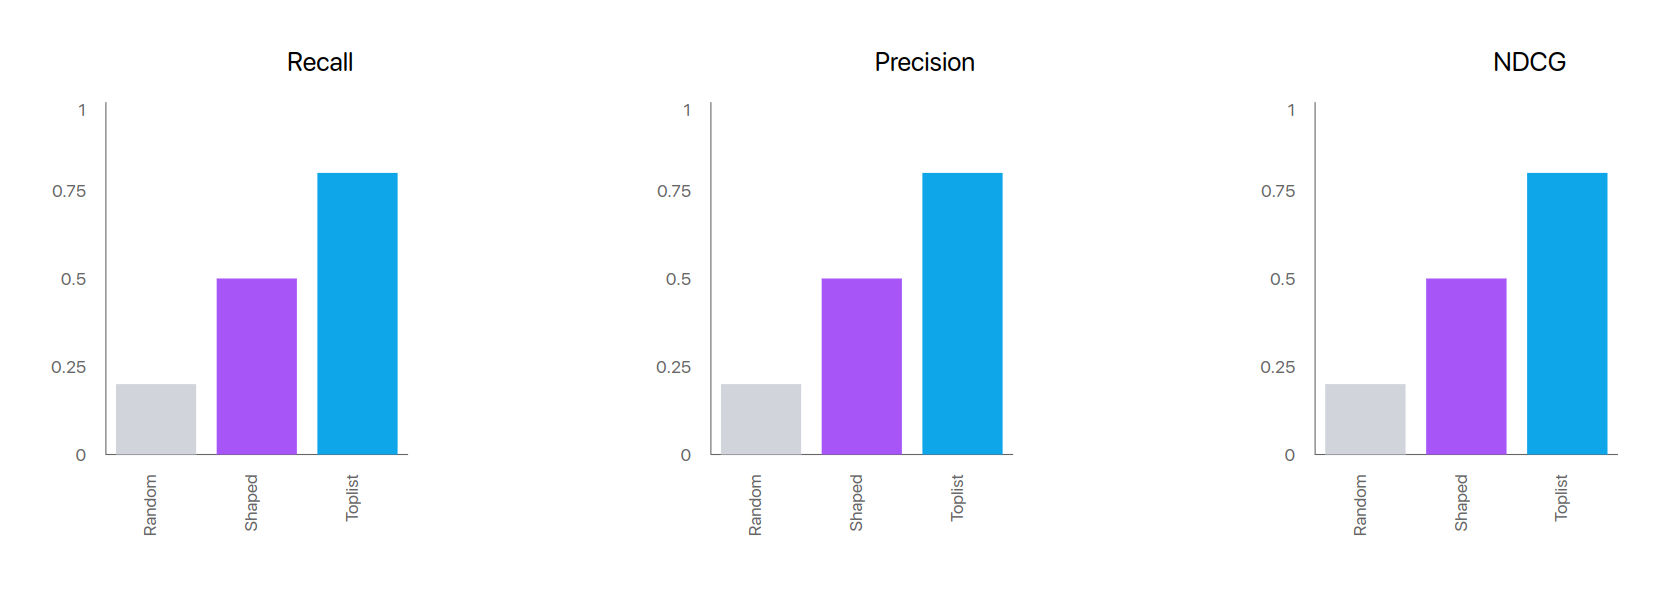 Recall
1
0.75
0.5
0.25
0
Random
Shaped
Toplist
Precision
1
0.75
0.5
0.25
0
Random
Shaped
Toplist
NDCG
1
0.75
0.5
0.25
0
Random
Shaped
Toplist